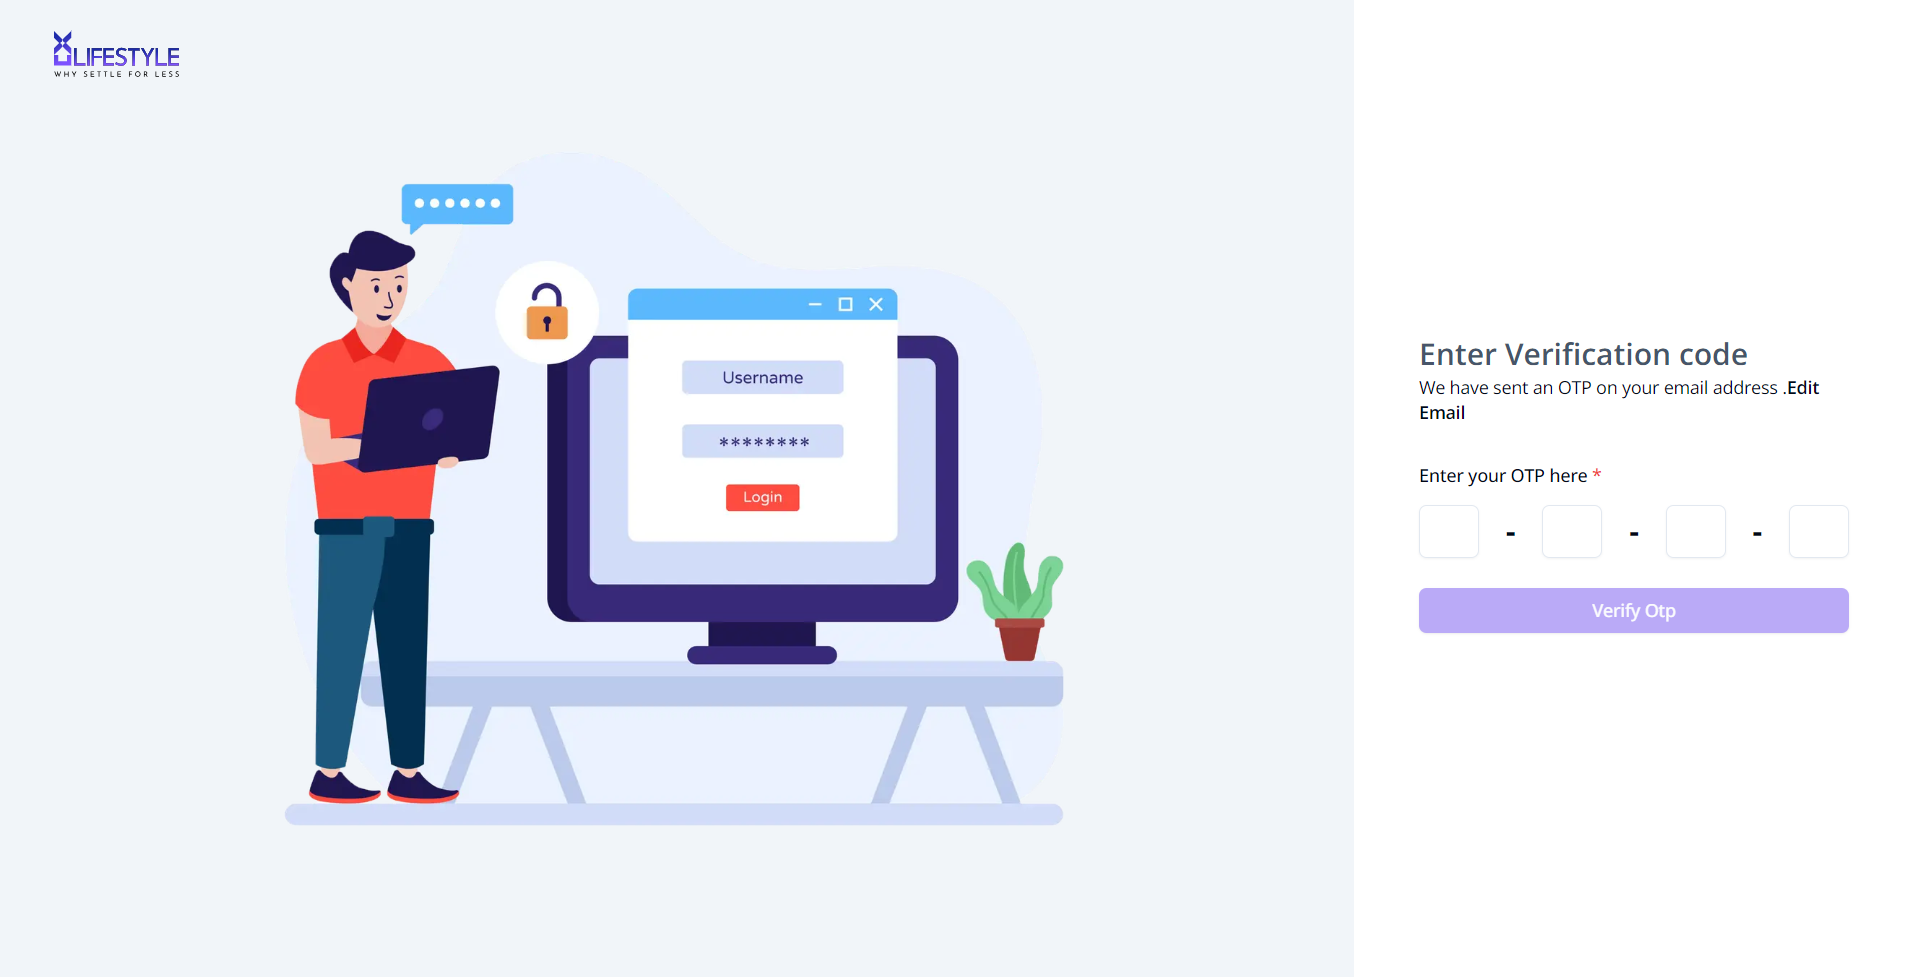 LIFESTYLE
WHY SETTLE FOR LESS
Username
********
Login
Enter Verification code
We have sent an OTP on your email address .Edit
Email
Enter your OTP here *
- - -
Verify Otp